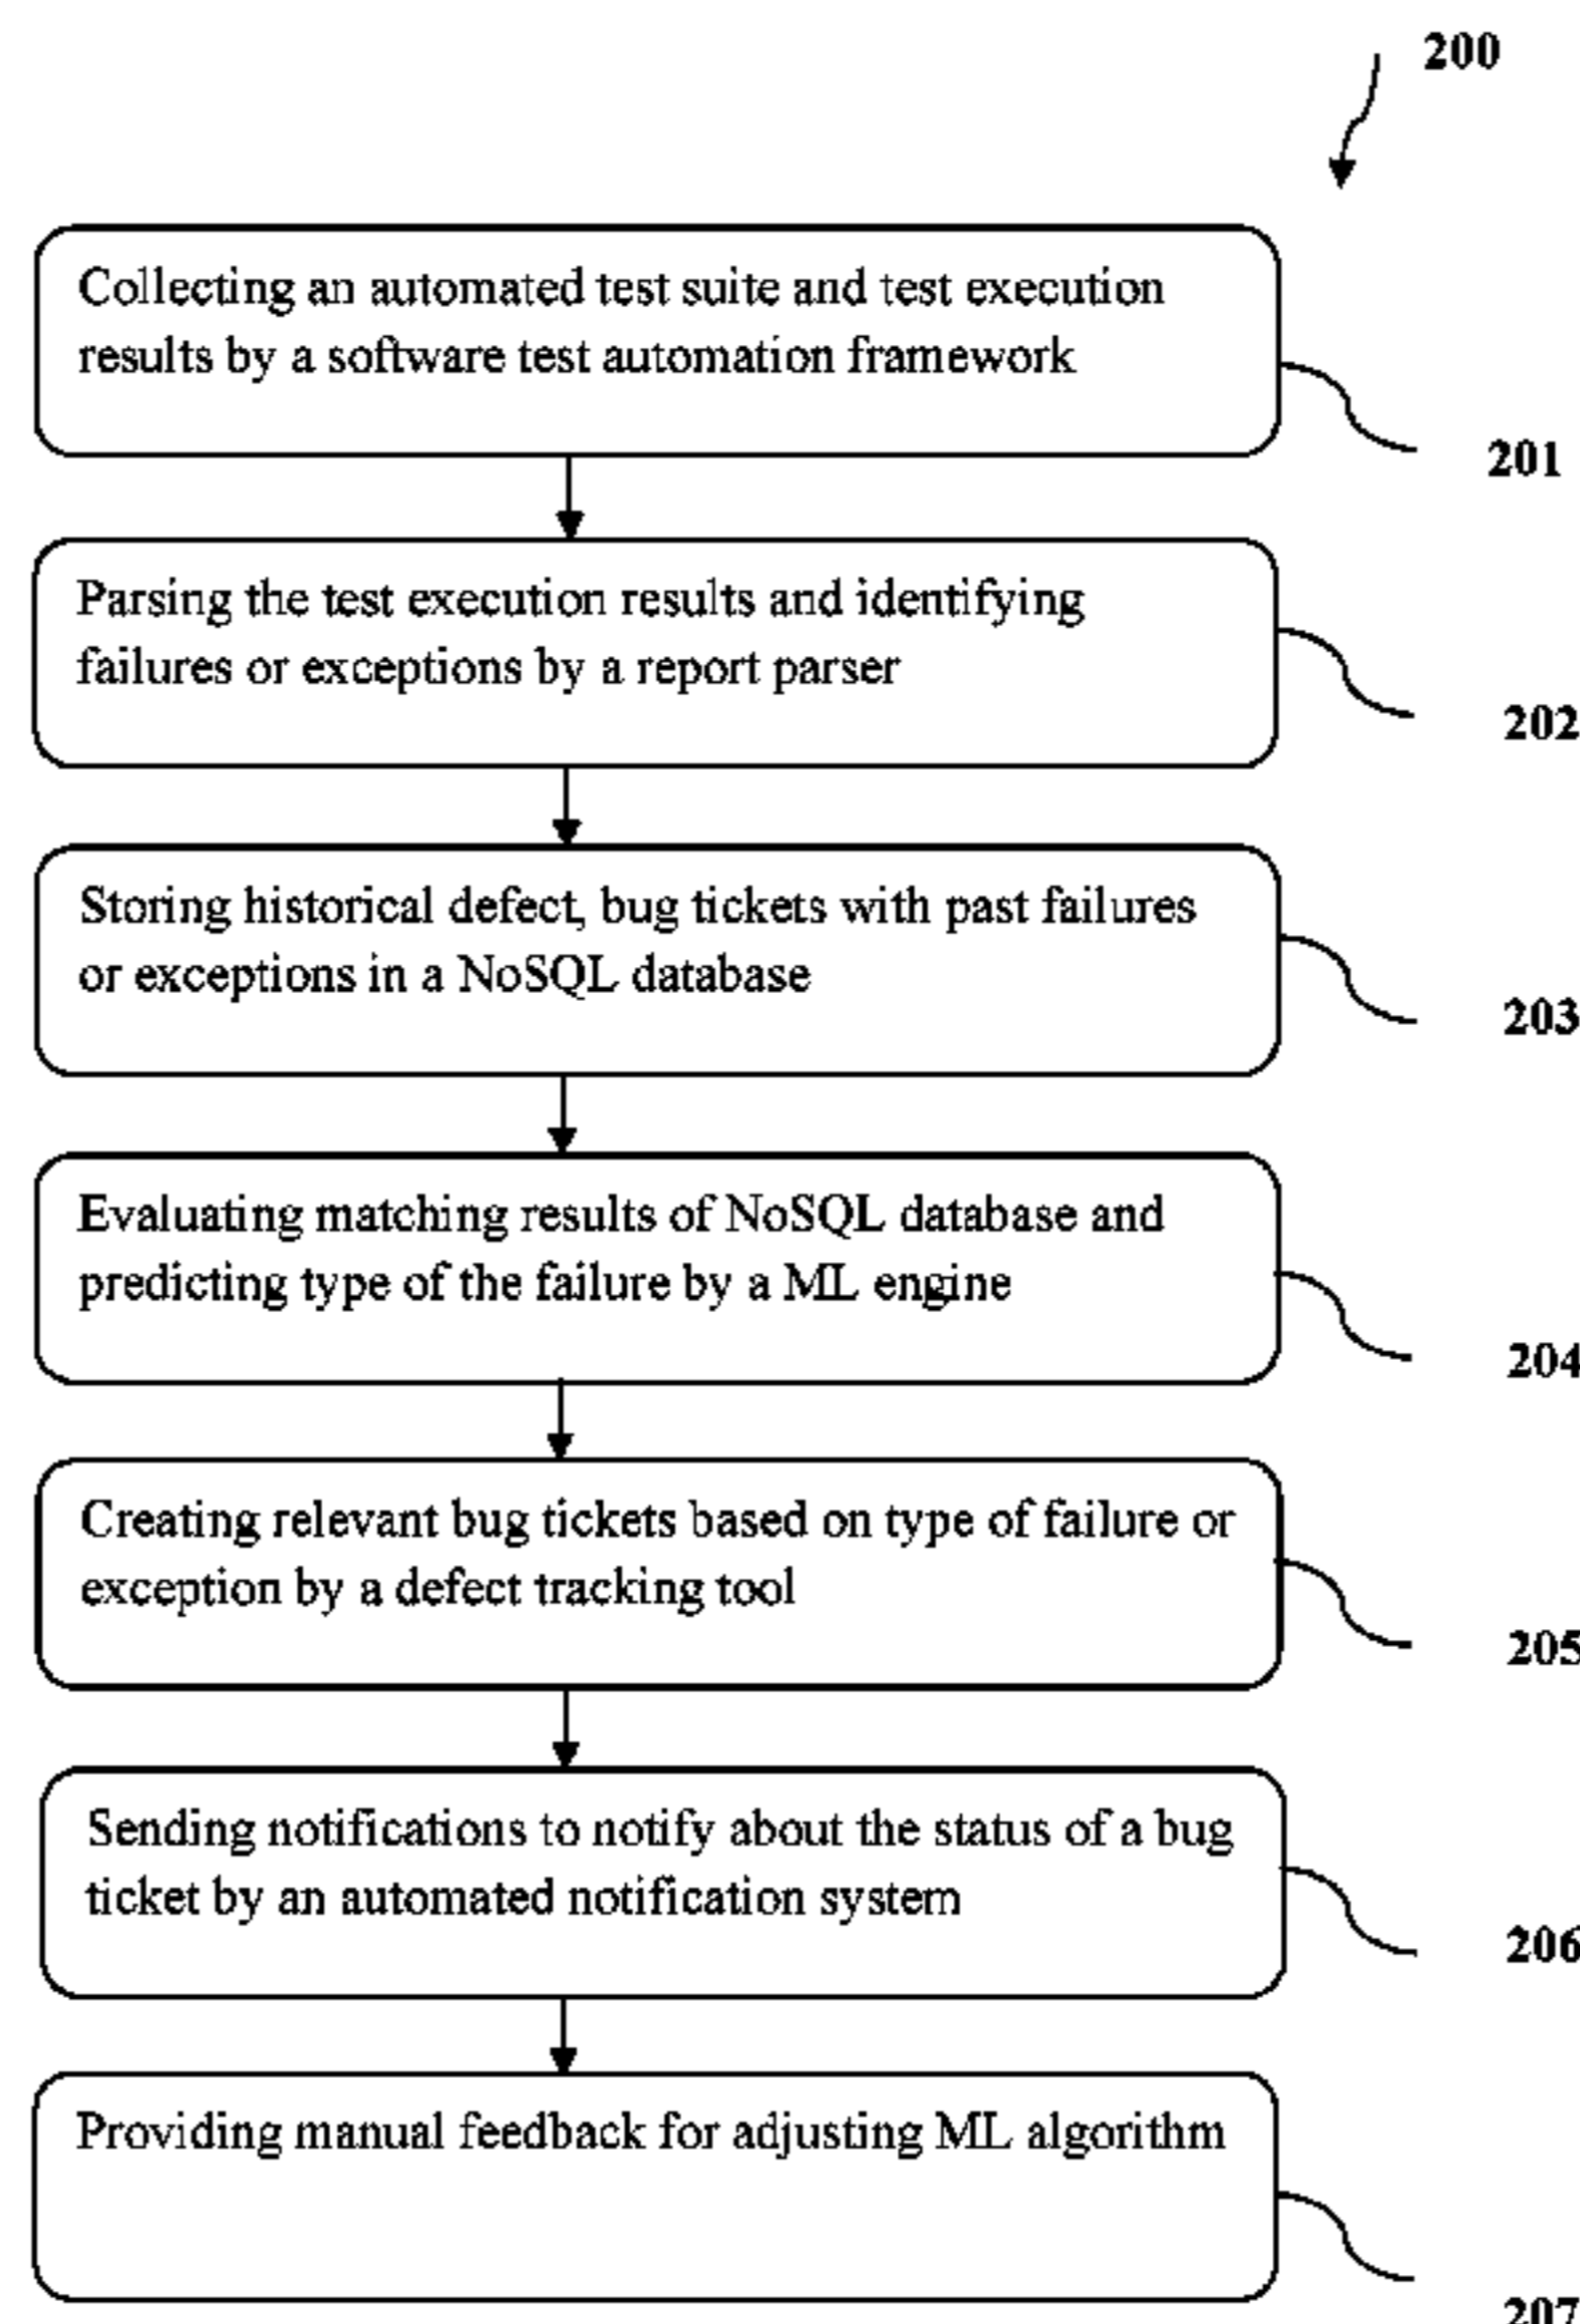 200
Collecting an automated test suite and test execution
results by a software test automation framework
201
Parsing the test execution results and identifying
failures or exceptions by a report parser
202
Storing historical defect, bug tickets with past failures
or exceptions in a NoSQL database
203
Evaluating matching results of NoSQL database and
predicting type of the failure by a ML engine
204
Creating relevant bug tickets based on type of failure or
exception by a defect tracking tool
205
Sending notifications to notify about the status of a bug
ticket by an automated notification system
206
Providing manual feedback for adjusting ML algorithm
207